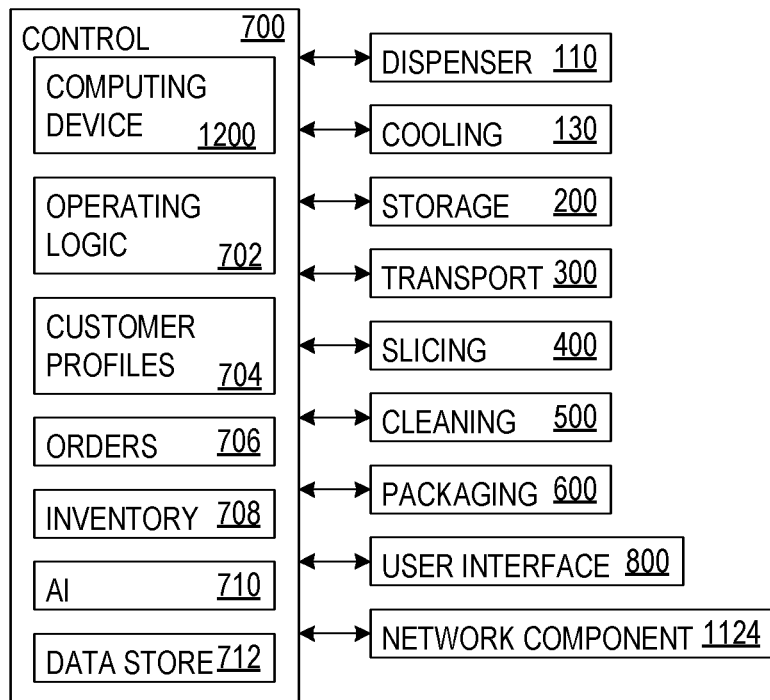 CONTROL 700
COMPUTING
DEVICE 1200
OPERATING
LOGIC 702
CUSTOMER
PROFILES 704
ORDERS 706
INVENTORY 708
AI 710
DATA STORE 712
DISPENSER 110
COOLING 130
STORAGE 200
TRANSPORT 300
SLICING 400
CLEANING 500
PACKAGING 600
USER INTERFACE 800
NETWORK COMPONENT 1124